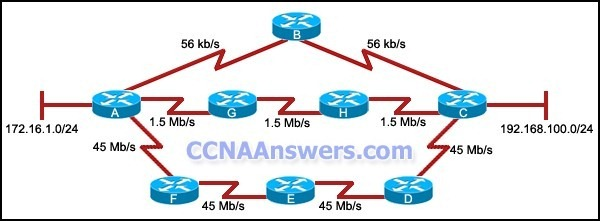 B
56 kb/s
56 kb/s
A
G
H
C
172.16.1.0/24
1.5 Mb/s
1.5 Mb/s
1.5 Mb/s
192.168.100.0/24
45 Mb/s
CCNAAnswers.com
45 Mb/s
F
E
D
45 Mb/s
45 Mb/s